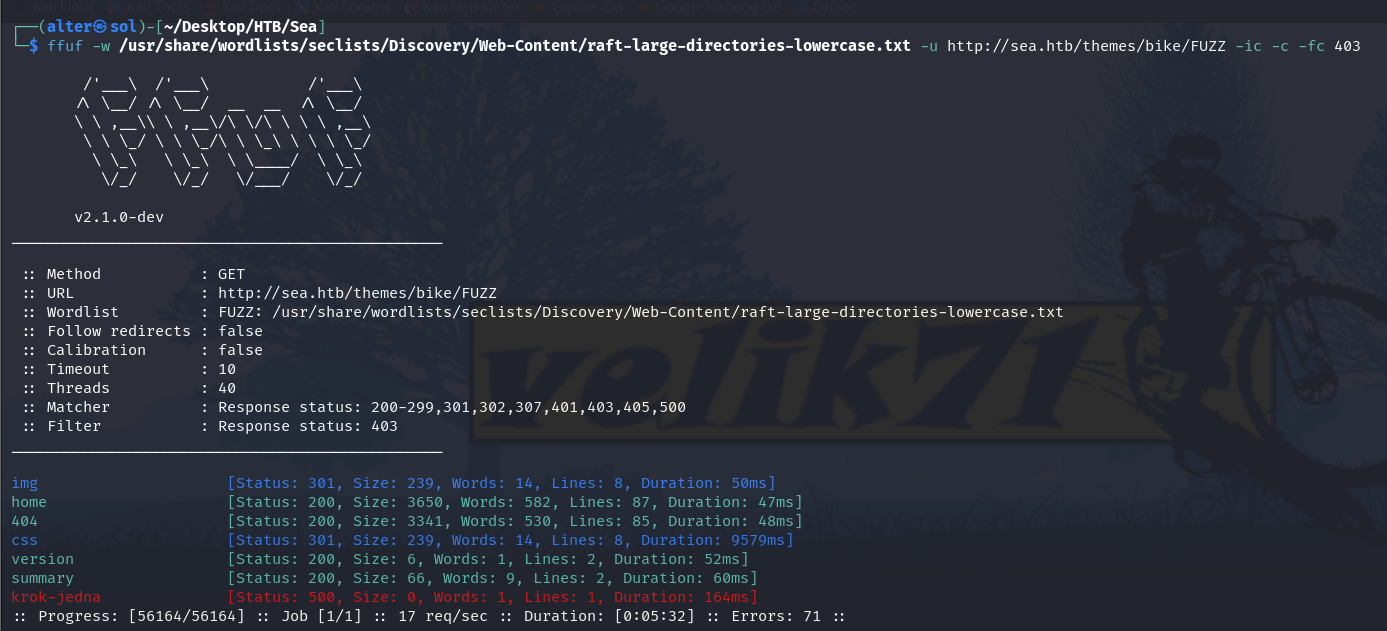 Kali Linux Kali Tools Kali Docs Kali Forums Kali NetHunter Exploit-DB Google Hacking DB OffSec
┌──(alter㉿sol)-[~/Desktop/HTB/Sea]
└─$ ffuf -w /usr/share/wordlists/seclists/Discovery/Web-Content/raft-large-directories-lowercase.txt -u http://sea.htb/themes/bike/FUZZ -ic -c -fc 403
v2.1.0-dev
:: Method : GET
:: URL : http://sea.htb/themes/bike/FUZZ
:: Wordlist : FUZZ: /usr/share/wordlists/seclists/Discovery/Web-Content/raft-large-directories-lowercase.txt
:: Follow redirects : false
:: Calibration : false
:: Timeout : 10
:: Threads : 40
:: Matcher : Response status: 200-299,301,302,307,401,403,405,500
:: Filter : Response status: 403
velik71
img [Status: 301, Size: 239, Words: 14, Lines: 8, Duration: 50ms]
home [Status: 200, Size: 3650, Words: 582, Lines: 87, Duration: 47ms]
404 [Status: 200, Size: 3341, Words: 530, Lines: 85, Duration: 48ms]
css [Status: 301, Size: 239, Words: 14, Lines: 8, Duration: 9579ms]
version [Status: 200, Size: 6, Words: 1, Lines: 2, Duration: 52ms]
summary [Status: 200, Size: 66, Words: 9, Lines: 2, Duration: 60ms]
krok-jedna [Status: 500, Size: 0, Words: 1, Lines: 1, Duration: 164ms]
:: Progress: [56164/56164] :: Job [1/1] :: 17 req/sec :: Duration: [0:05:32] :: Errors: 71 ::